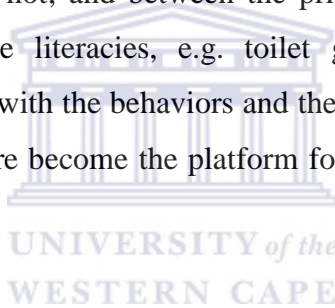 not, and between the pri
e literacies, e.g. toilet g
with the behaviors and the
re become the platform fo
UNIVERSITY of the
WESTERN CAPE